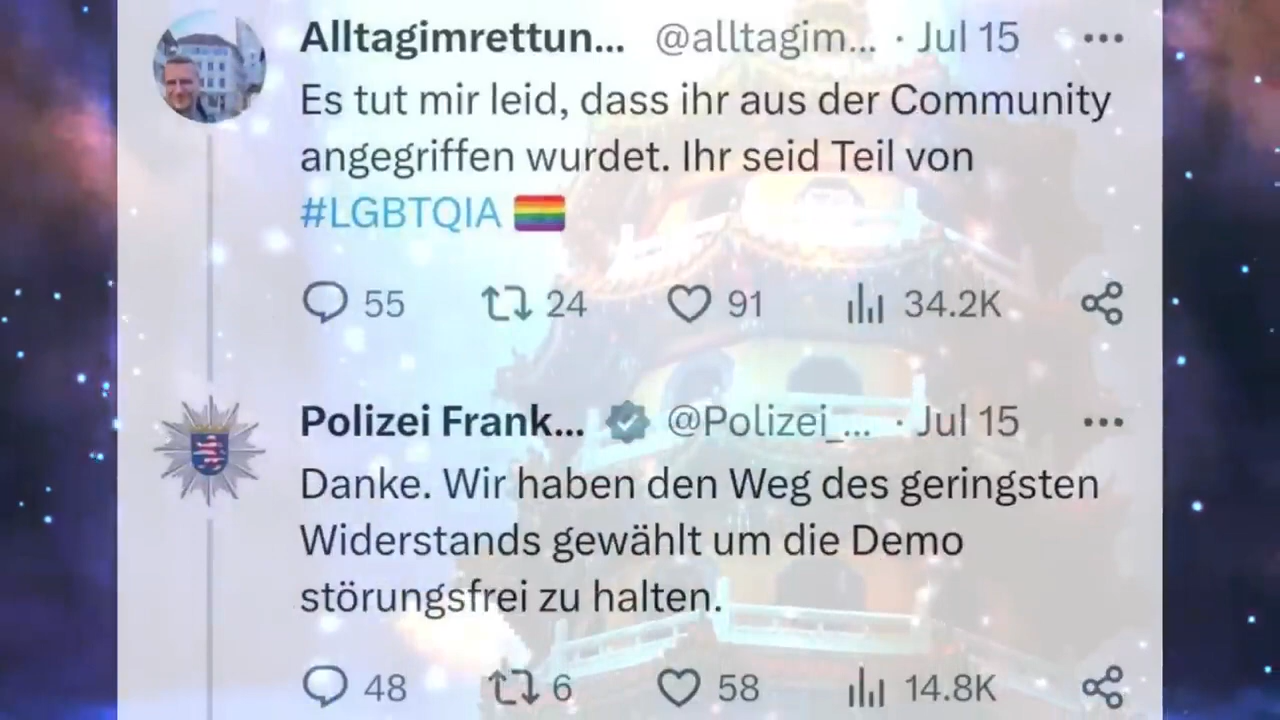 Alltagimrettun... @alltagim... · Jul 15
Es tut mir leid, dass ihr aus der Community
angegriffen wurdet. Ihr seid Teil von
#LGBTQIA 🏳️‍🌈
55 24 91 34.2K
Polizei Frank... @Polizei_... · Jul 15
Danke. Wir haben den Weg des geringsten
Widerstands gewählt um die Demo
störungsfrei zu halten.
48 6 58 14.8K